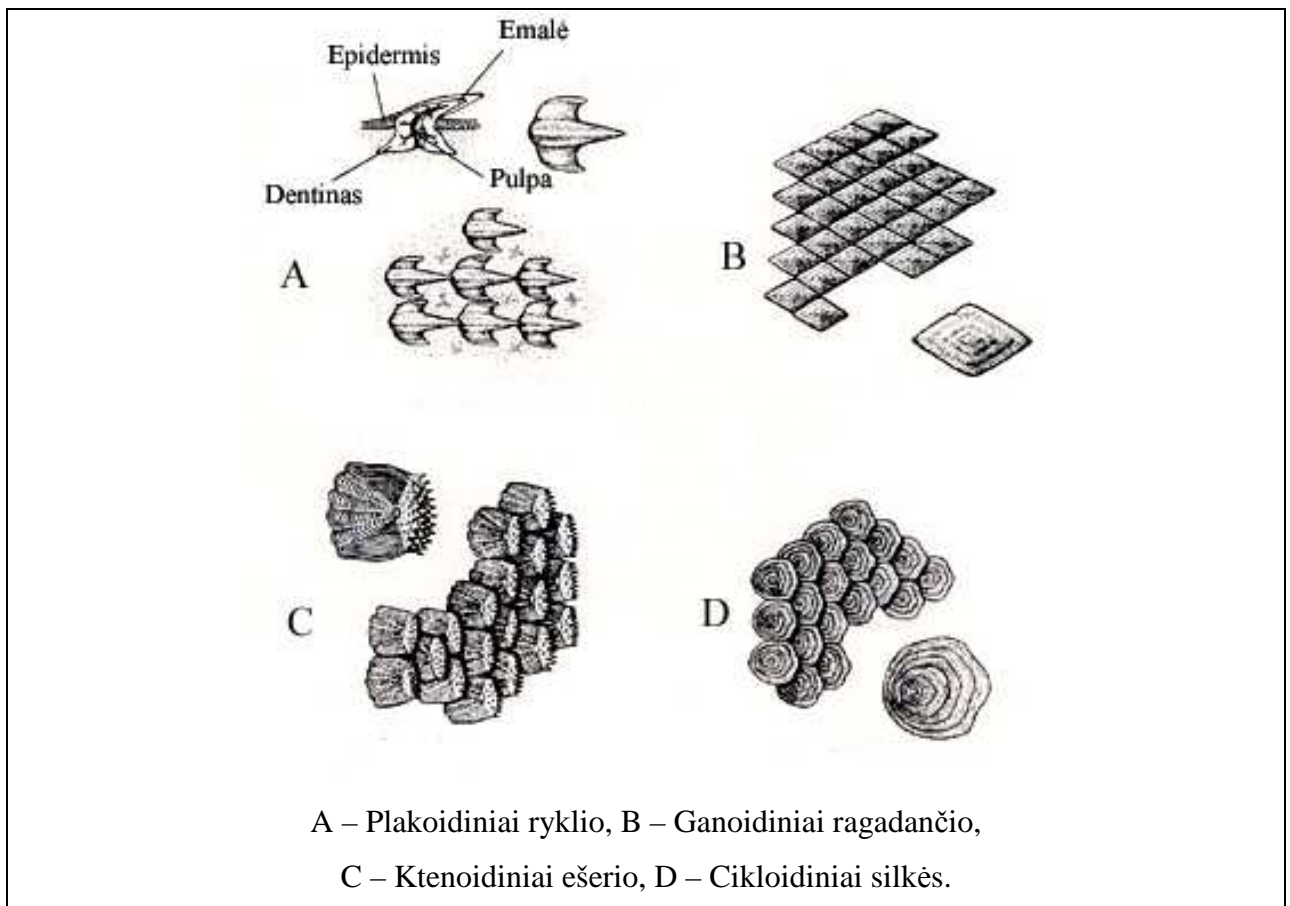 Emalė
Epidermis
Dentinas
Pulpa
A
B
C
D
A – Plakoidiniai ryklio, B – Ganoidiniai ragadančio,
C – Ktenoidiniai ešerio, D – Cikloidiniai silkės.